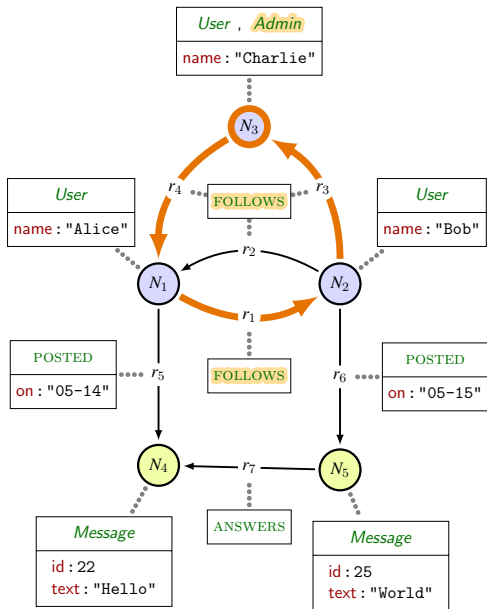 User , Admin
name : "Charlie"
N3
r4
r3
FOLLOWS
User
name : "Alice"
User
name : "Bob"
r2
N1
N2
r1
FOLLOWS
POSTED
on : "05-14"
r5
r6
POSTED
on : "05-15"
N4
r7
N5
ANSWERS
Message
id : 22
text : "Hello"
Message
id : 25
text : "World"